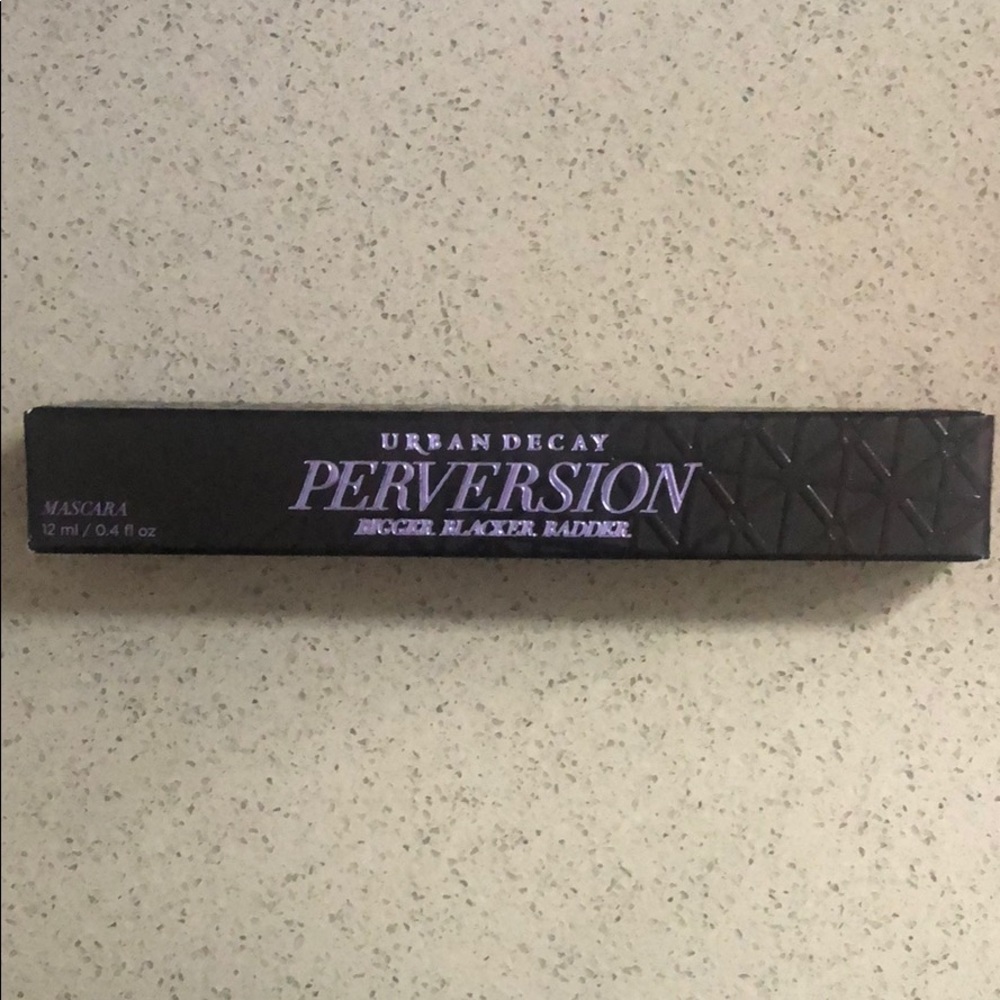 URBAN DECAY
PERVERSION
BIGGER. BLACKER. BADDER.
MASCARA
12 ml / 0.4 fl oz